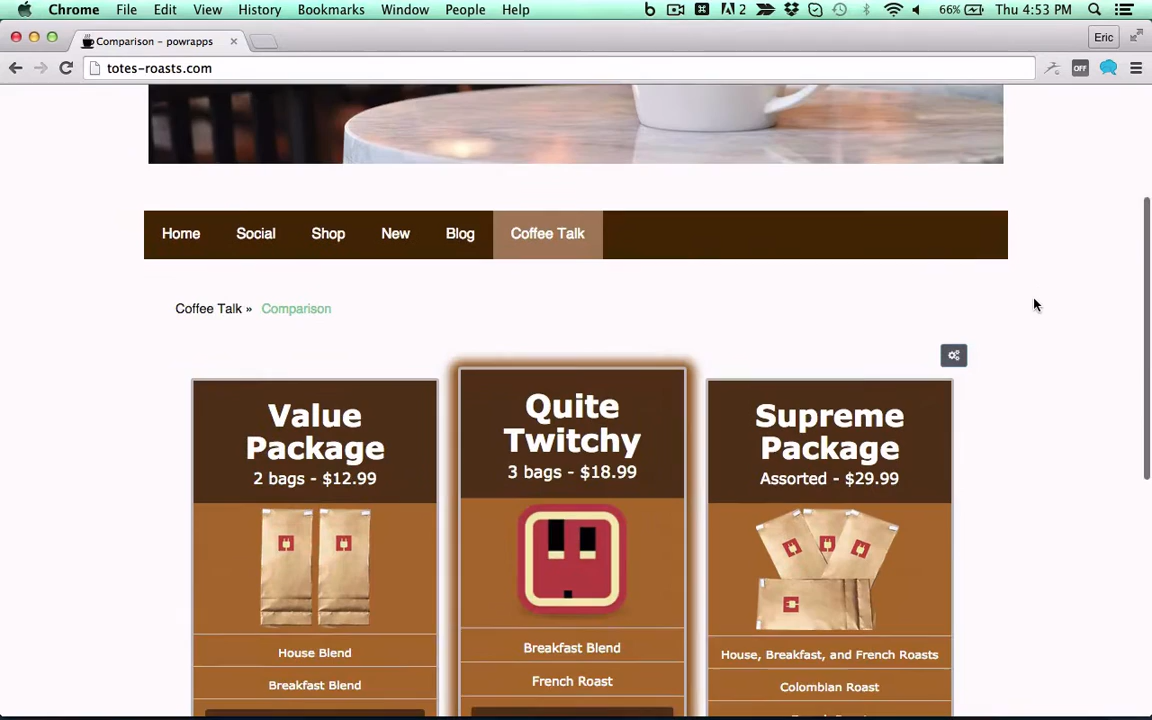 Chrome File Edit View History Bookmarks Window People Help 2 66% Thu 4:53 PM
Comparison - powrapps
Eric
totes-roasts.com
OFF
Home Social Shop New Blog Coffee Talk
Coffee Talk » Comparison
Value
Package
2 bags - $12.99
House Blend
Breakfast Blend
Quite
Twitchy
3 bags - $18.99
Breakfast Blend
French Roast
Supreme
Package
Assorted - $29.99
House, Breakfast, and French Roasts
Colombian Roast